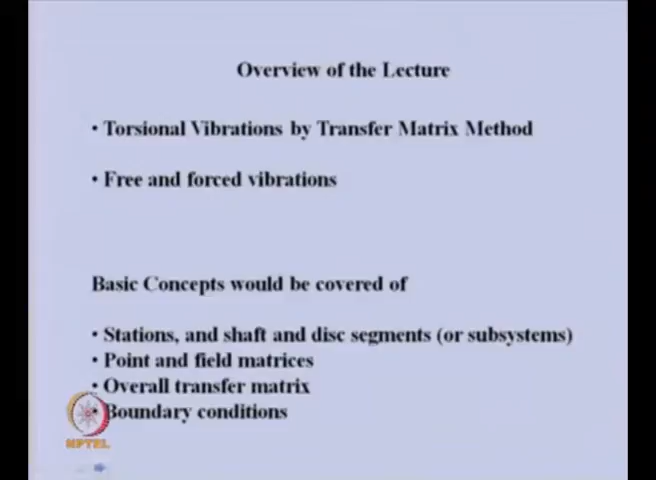 Overview of the Lecture
• Torsional Vibrations by Transfer Matrix Method
• Free and forced vibrations
Basic Concepts would be covered of
• Stations, and shaft and disc segments (or subsystems)
• Point and field matrices
• Overall transfer matrix
• Boundary conditions
NPTEL